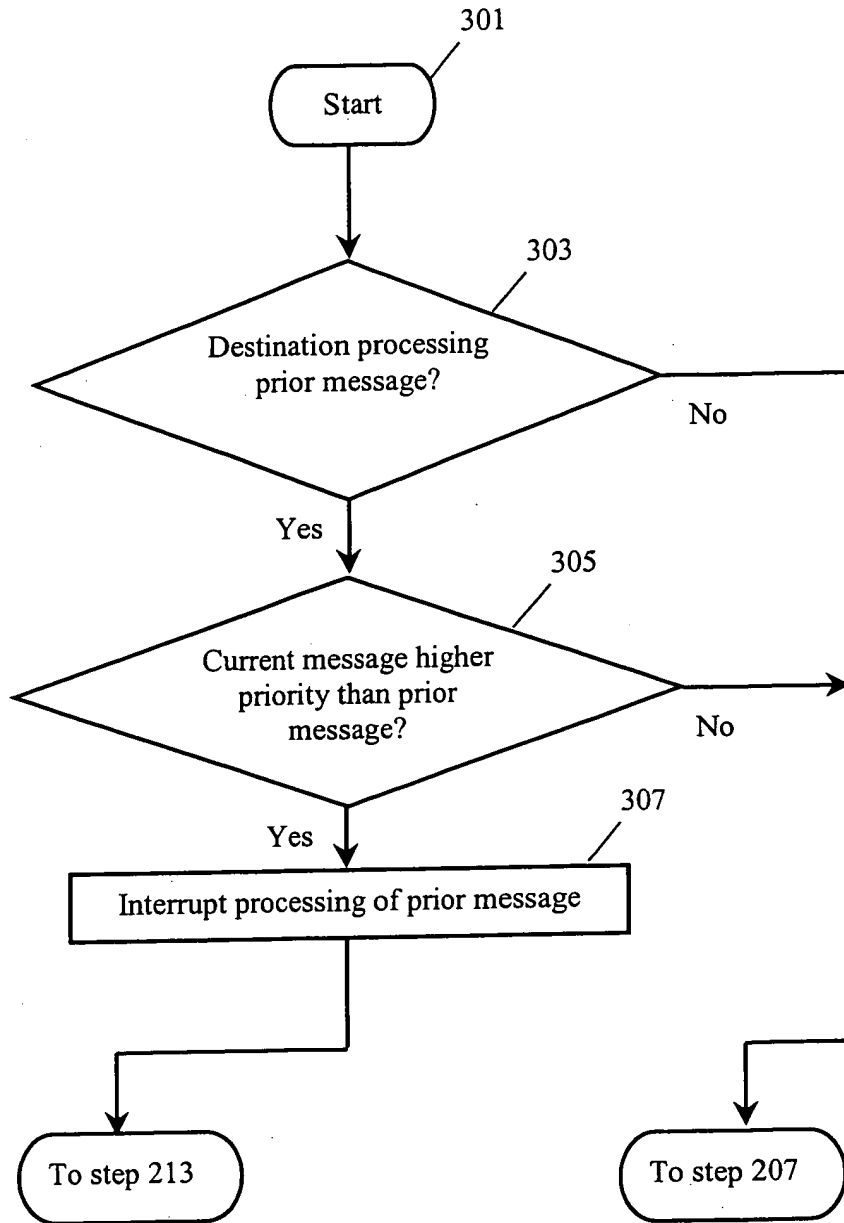 301
Start
303
Destination processing
prior message?
No
Yes
305
Current message higher
priority than prior
message?
No
Yes
307
Interrupt processing of prior message
To step 213
To step 207